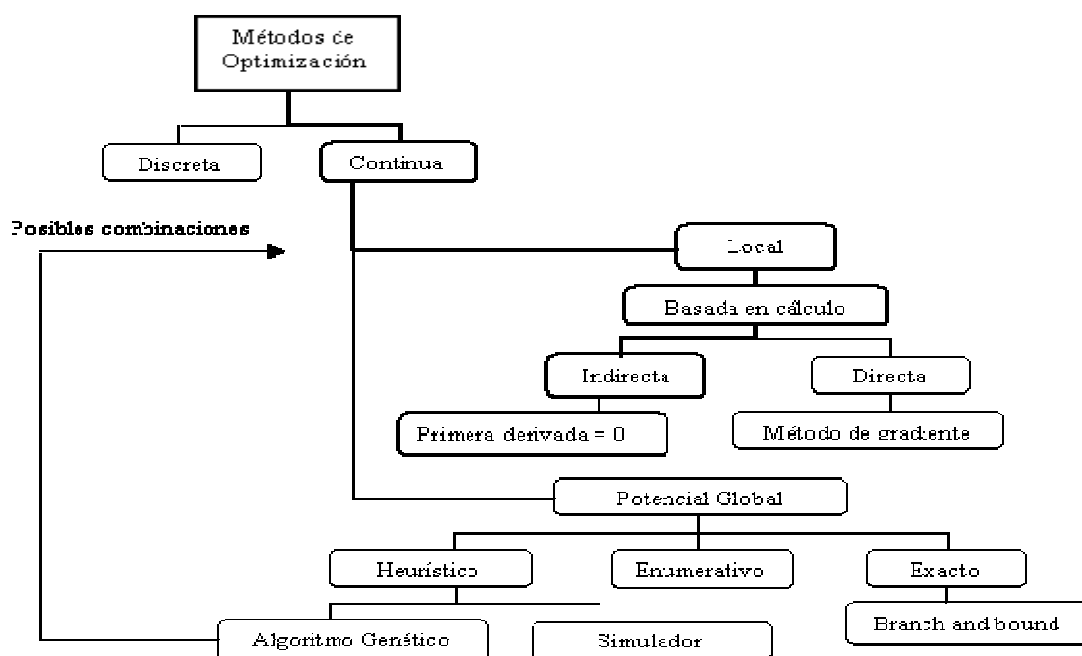 Métodos de
Optimización
Discreta
Continua
Posibles combinaciones
Local
Basada en cálculo
Indirecta
Directa
Primera derivada = 0
Método de gradiente
Potencial Global
Heurístico
Enumerativo
Exacto
Algoritmo Genético
Simulador
Branch and bound